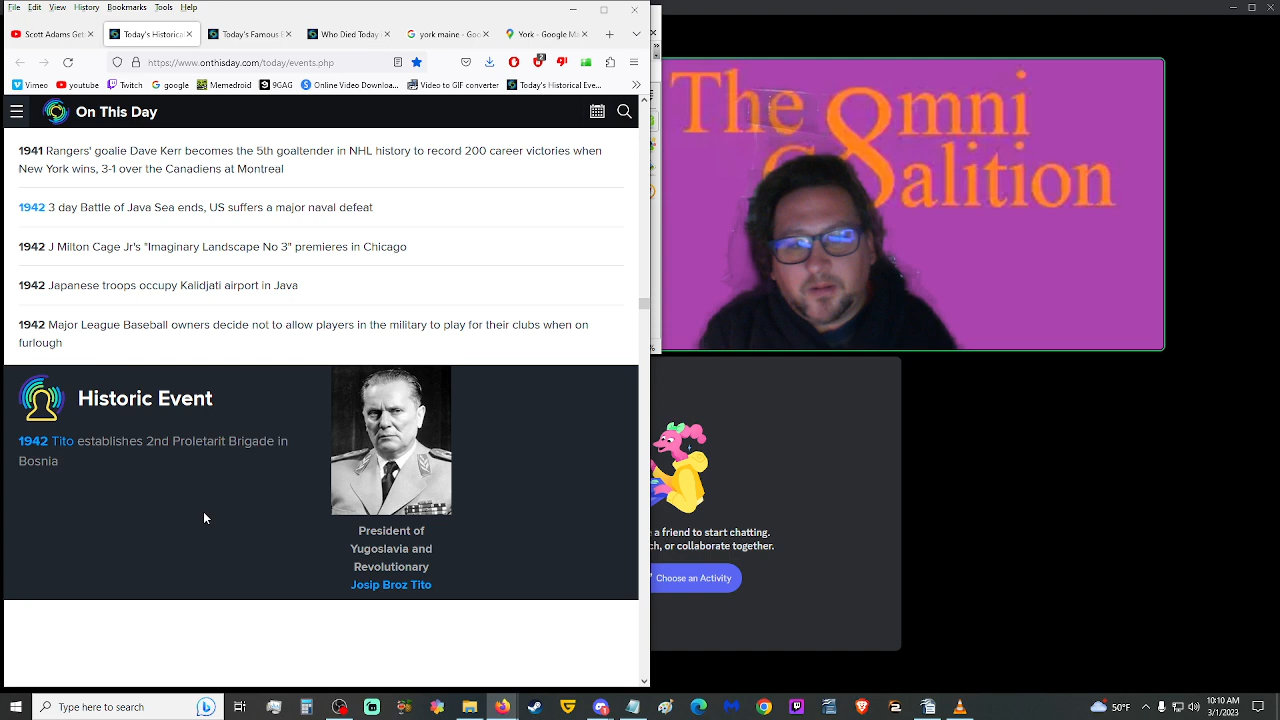 File Edit View History Bookmarks Tools Help
Scott Adams Get
Today's Historica
Today's Famous B
Who Died Today
york maine - Goo
York - Google Ma
https://www.onthisday.com/today/events.php
2
Vimeo
youtube
Twitch
google
Memedroid
9GAG
Online Downloa...
Video to GIF converter
Today's Historical Eve...
On This Day
1941 Rangers' goalie Dave Kerr becomes the 5th goaltender in NHL history to record 200 career victories when
New York wins, 3-1 over the Canadiens at Montreal
1942 3 day Battle of Java Sea ends, US suffers a major naval defeat
1942 J Milton Cage Jr's "Imaginary Landscape No 3" premieres in Chicago
1942 Japanese troops occupy Kalidjati airport in Java
1942 Major League Baseball owners decide not to allow players in the military to play for their clubs when on
furlough
Historic Event
1942 Tito establishes 2nd Proletarit Brigade in
Bosnia
President of
Yugoslavia and
Revolutionary
Josip Broz Tito
The Omni
alition
a friend to start chatting.
ch, or collaborate together.
Choose an Activity
Type here to search
50°F
10:10 AM
3/1/2023